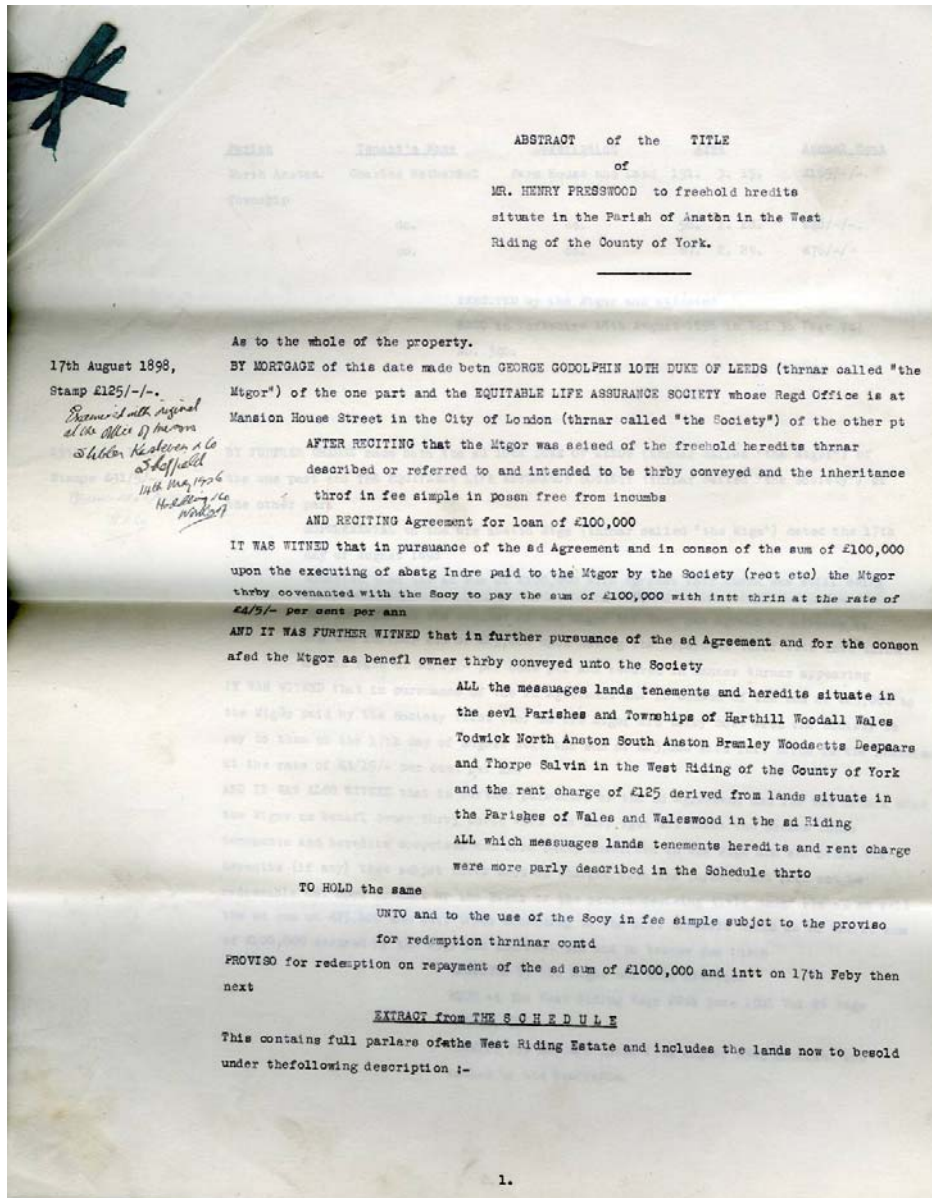 ABSTRACT of the TITLE
of
MR. HENRY PRESSWOOD to freehold hredits
situate in the Parish of Anston in the West
Riding of the County of York.
As to the whole of the property.
17th August 1898,
Stamp £125/-/-.
Examined with original
at the office of Messrs
Kesteven & Co
Sheffield
14th May 1926
BY MORTGAGE of this date made betn GEORGE GODOLPHIN 10TH DUKE OF LEEDS (thrnar called "the
Mtgor") of the one part and the EQUITABLE LIFE ASSURANCE SOCIETY whose Regd Office is at
Mansion House Street in the City of London (thrnar called "the Society") of the other pt
AFTER RECITING that the Mtgor was seised of the freehold heredits thrnar
described or referred to and intended to be thrby conveyed and the inheritance
throf in fee simple in possn free from incumbs
AND RECITING Agreement for loan of £100,000
IT WAS WITNED that in pursuance of the sd Agreement and in conson of the sum of £100,000
upon the executing of abstg Indre paid to the Mtgor by the Society (rect etc) the Mtgor
thrby covenanted with the Socy to pay the sum of £100,000 with intt thrin at the rate of
£4/5/- per cent per ann
AND IT WAS FURTHER WITNED that in further pursuance of the sd Agreement and for the conson
afsd the Mtgor as benefl owner thrby conveyed unto the Society
ALL the messuages lands tenements and heredits situate in
the sevl Parishes and Townships of Harthill Woodall Wales
Todwick North Anston South Anston Bramley Woodsetts Deepaars
and Thorpe Salvin in the West Riding of the County of York
and the rent charge of £125 derived from lands situate in
the Parishes of Wales and Waleswood in the sd Riding
ALL which messuages lands tenements heredits and rent charge
were more parly described in the Schedule thrto
TO HOLD the same
UNTO and to the use of the Socy in fee simple subjct to the proviso
for redemption thrninar contd
PROVISO for redemption on repayment of the sd sum of £1000,000 and intt on 17th Feby then
next
EXTRACT from THE S C H E D U L E
This contains full parlars of the West Riding Estate and includes the lands now to besold
under thefollowing description :-
1.